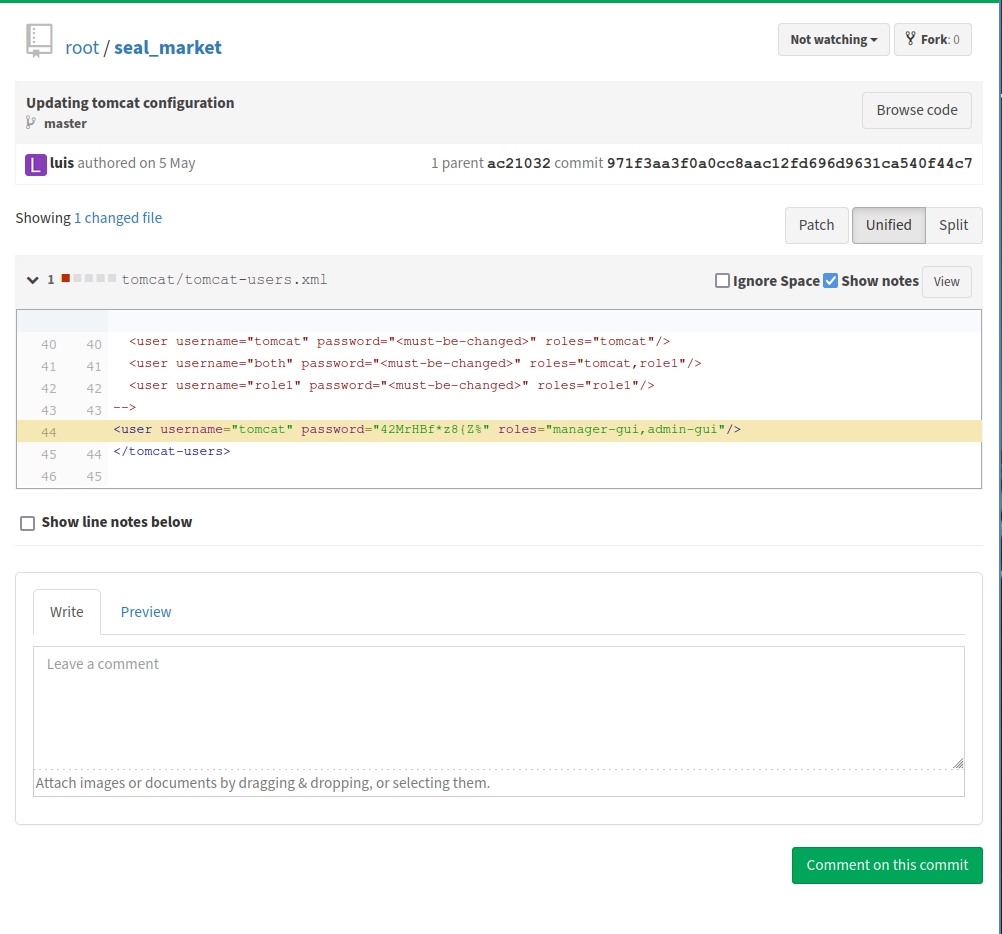 root / seal_market
Not watching
Fork: 0
Updating tomcat configuration
master
Browse code
L luis authored on 5 May
1 parent ac21032 commit 971f3aa3f0a0cc8aac12fd696d9631ca540f44c7
Showing 1 changed file
Patch
Unified
Split
1 tomcat/tomcat-users.xml
Ignore Space
Show notes
View
40 40 <user username="tomcat" password="<must-be-changed>" roles="tomcat"/>
41 41 <user username="both" password="<must-be-changed>" roles="tomcat,role1"/>
42 42 <user username="role1" password="<must-be-changed>" roles="role1"/>
43 43 -->
44 <user username="tomcat" password="42MrHBf*z8{Z%" roles="manager-gui,admin-gui"/>
45 44 </tomcat-users>
46 45
Show line notes below
Write
Preview
Leave a comment
Attach images or documents by dragging & dropping, or selecting them.
Comment on this commit